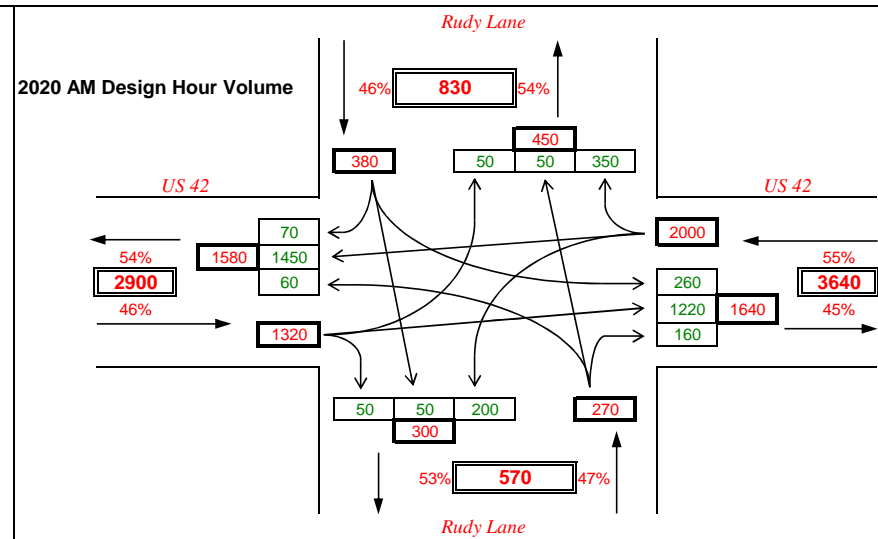 Rudy Lane
2020 AM Design Hour Volume
46% 830 54%
450
380 50 50 350
US 42 US 42
70 2000
54% 1580 1450 55%
2900 60 260 3640
46% 1220 1640 45%
1320 160
50 50 200 270
300
53% 570 47%
Rudy Lane